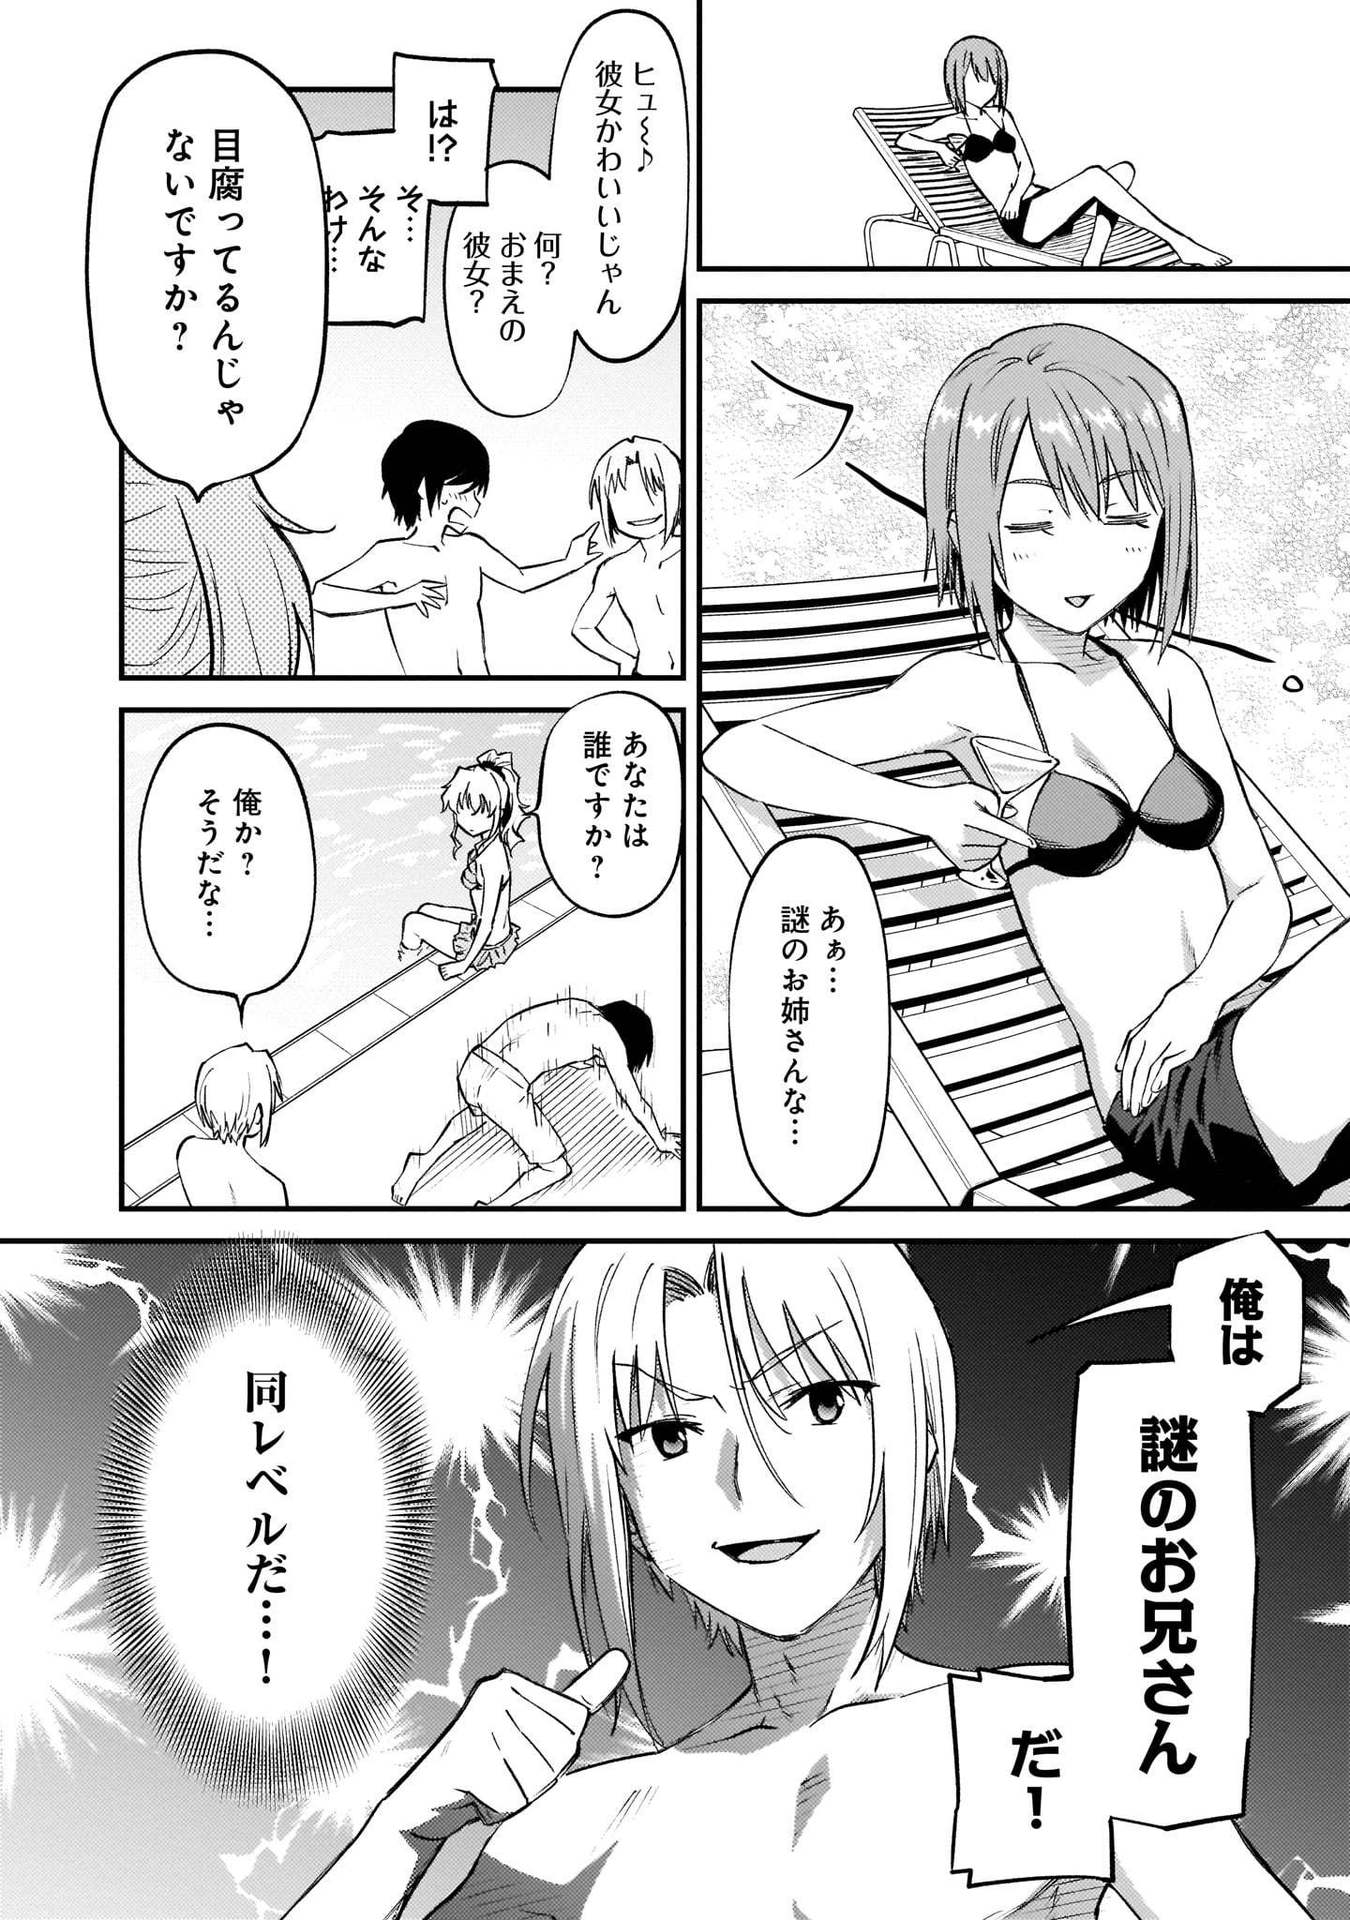 あぁ…
謎のお姉さんな…
ヒュ～♪
彼女かわいいじゃん
何？
おまえの
彼女？
は!?
そ…
そんな
わけ…
目腐ってるんじゃ
ないですか？
あなたは
誰ですか？
俺か？
そうだな…
俺は
謎のお兄さん
だ！
同レベルだ…！